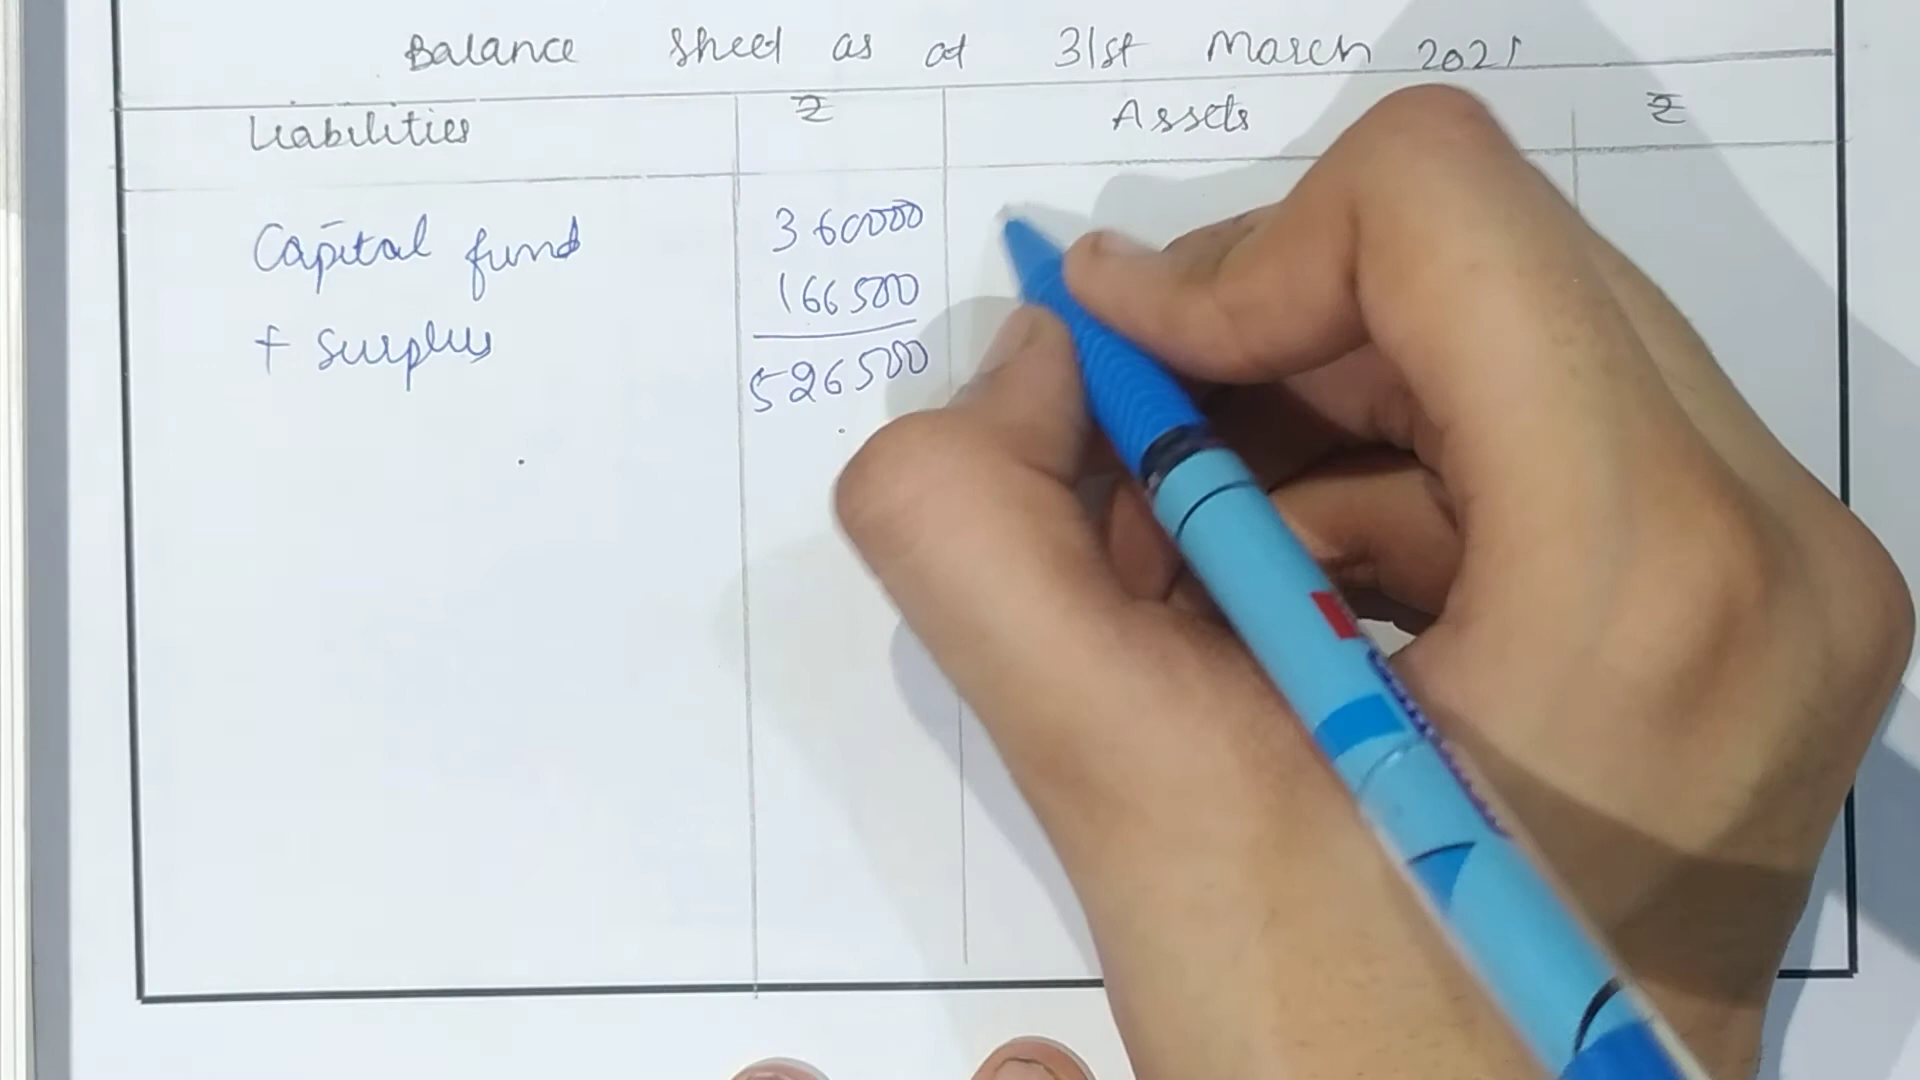 Balance Sheet as at 31st March 2021
Liabilities ₹ Assets ₹
Capital fund 360000
+ Surplus 166500
526500